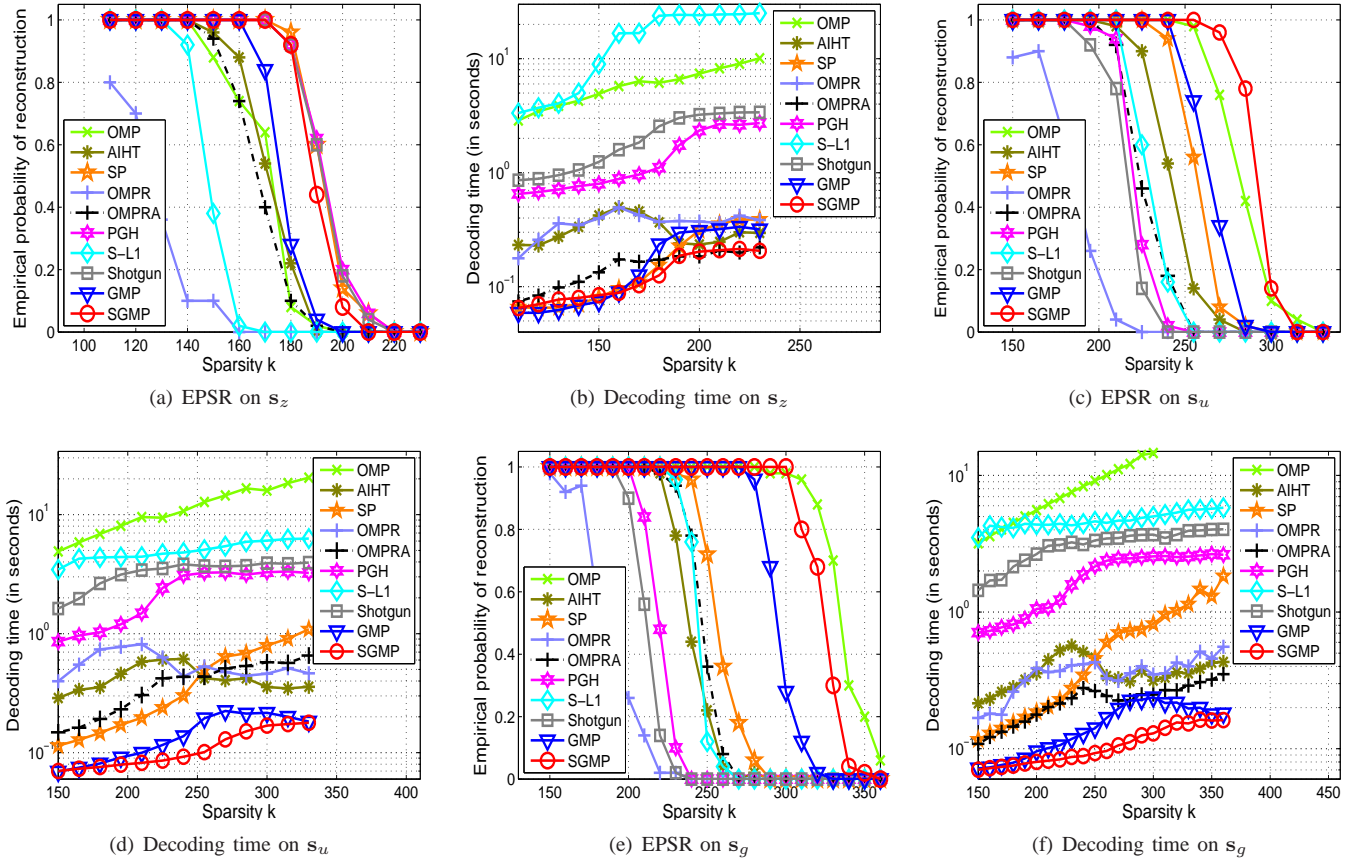 Empirical probability of reconstruction
1
0.8
0.6
0.4
0.2
0
OMP
AIHT
SP
OMPR
OMPRA
PGH
S-L1
Shotgun
GMP
SGMP
100 120 140 160 180 200 220
Sparsity k
(a) EPSR on s_z
Decoding time (in seconds)
10^1
10^0
10^-1
OMP
AIHT
SP
OMPR
OMPRA
PGH
S-L1
Shotgun
GMP
SGMP
150 200 250
Sparsity k
(b) Decoding time on s_z
Empirical probability of reconstruction
1
0.8
0.6
0.4
0.2
0
OMP
AIHT
SP
OMPR
OMPRA
PGH
S-L1
Shotgun
GMP
SGMP
150 200 250 300
Sparsity k
(c) EPSR on s_u
Decoding time (in seconds)
10^1
10^0
10^-1
OMP
AIHT
SP
OMPR
OMPRA
PGH
S-L1
Shotgun
GMP
SGMP
150 200 250 300 350 400
Sparsity k
(d) Decoding time on s_u
Empirical probability of reconstruction
1
0.8
0.6
0.4
0.2
0
OMP
AIHT
SP
OMPR
OMPRA
PGH
S-L1
Shotgun
GMP
SGMP
150 200 250 300 350
Sparsity k
(e) EPSR on s_g
Decoding time (in seconds)
10^1
10^0
10^-1
OMP
AIHT
SP
OMPR
OMPRA
PGH
S-L1
Shotgun
GMP
SGMP
150 200 250 300 350 400 450
Sparsity k
(f) Decoding time on s_g